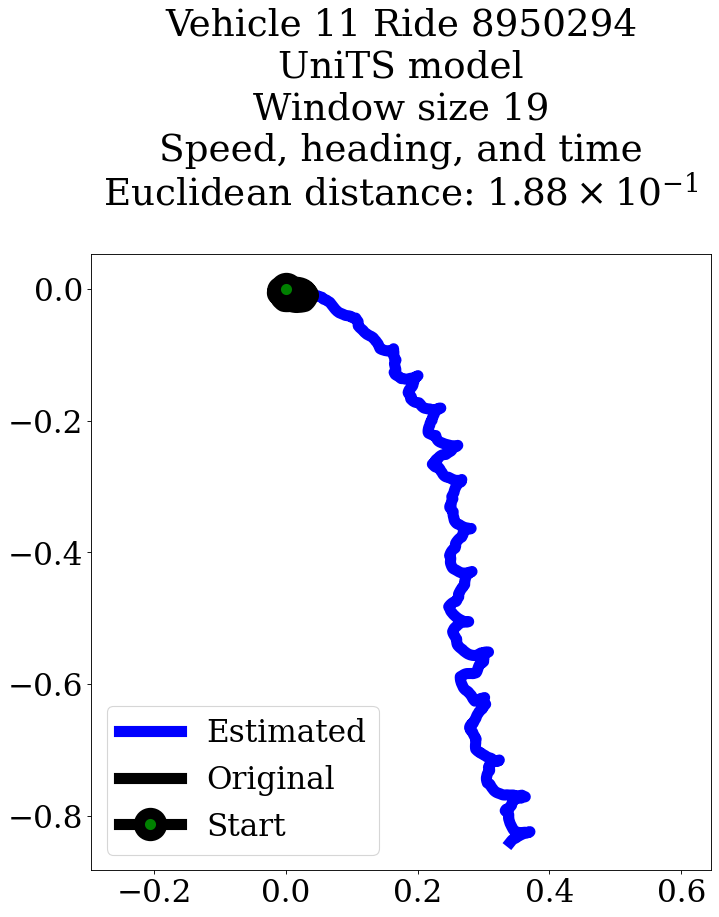 Vehicle 11 Ride 8950294
UniTS model
Window size 19
Speed, heading, and time
Euclidean distance: 1.88 × 10⁻¹
0.0
−0.2
−0.4
−0.6
−0.8
Estimated
Original
Start
−0.2 0.0 0.2 0.4 0.6